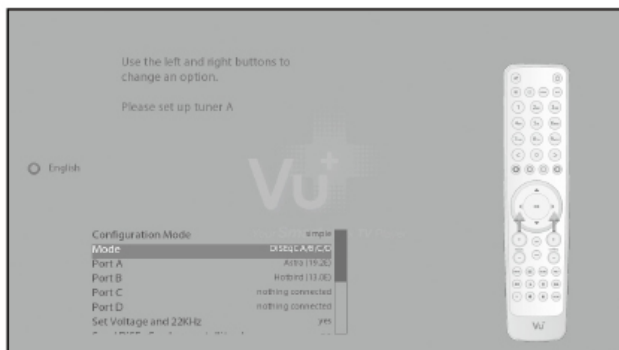 Use the left and right buttons to
change an option.
Please set up tuner A
English
Vu+
Configuration Mode simple
Mode DiSEqC A/B/C/D
Port A Astra (19.2E)
Port B Hotbird (13.0E)
Port C nothing connected
Port D nothing connected
Set Voltage and 22KHz yes
Vu+